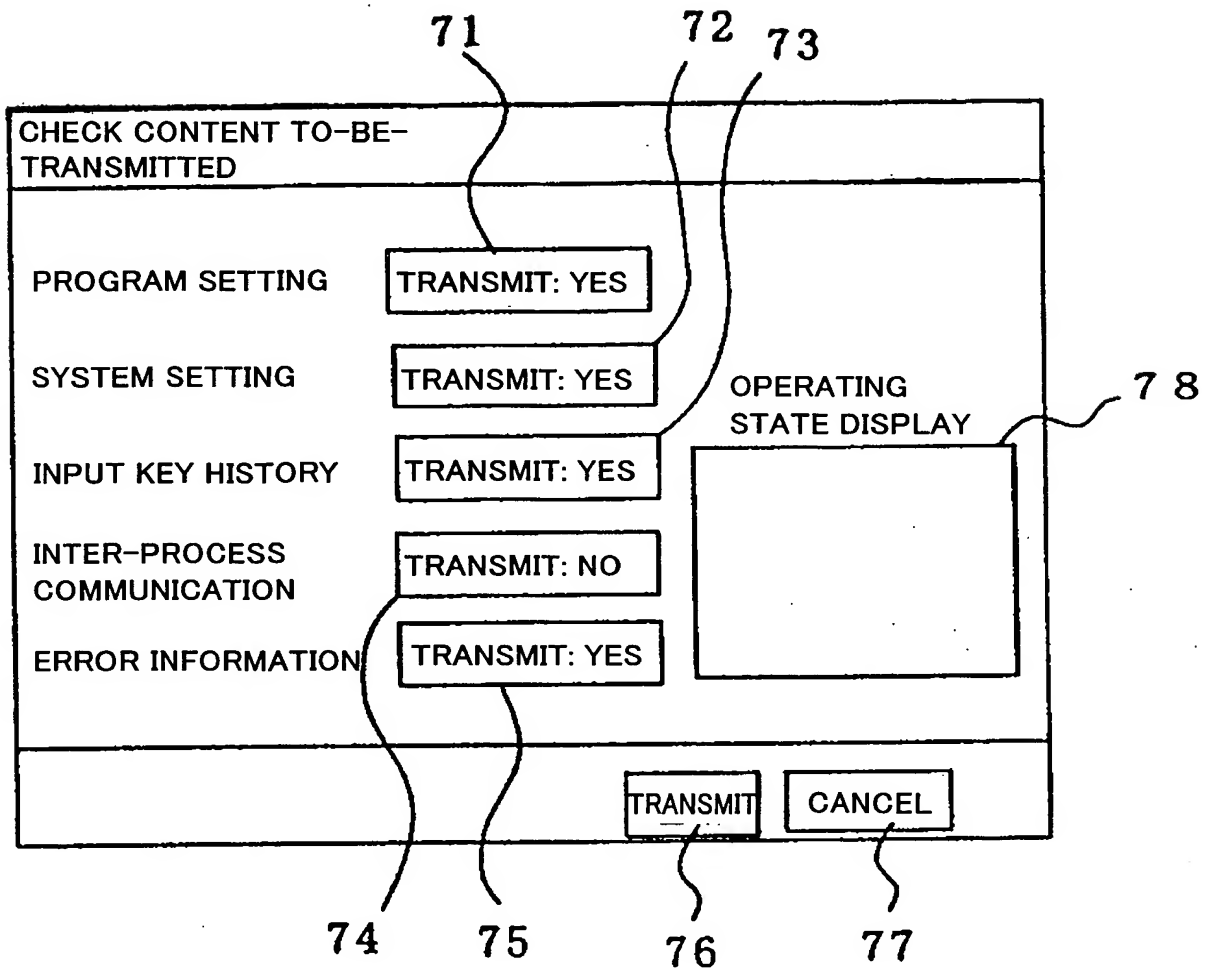 71
72
73
CHECK CONTENT TO-BE-
TRANSMITTED
PROGRAM SETTING
TRANSMIT: YES
SYSTEM SETTING
TRANSMIT: YES
OPERATING
STATE DISPLAY
78
INPUT KEY HISTORY
TRANSMIT: YES
INTER-PROCESS
COMMUNICATION
TRANSMIT: NO
ERROR INFORMATION
TRANSMIT: YES
TRANSMIT
CANCEL
74
75
76
77